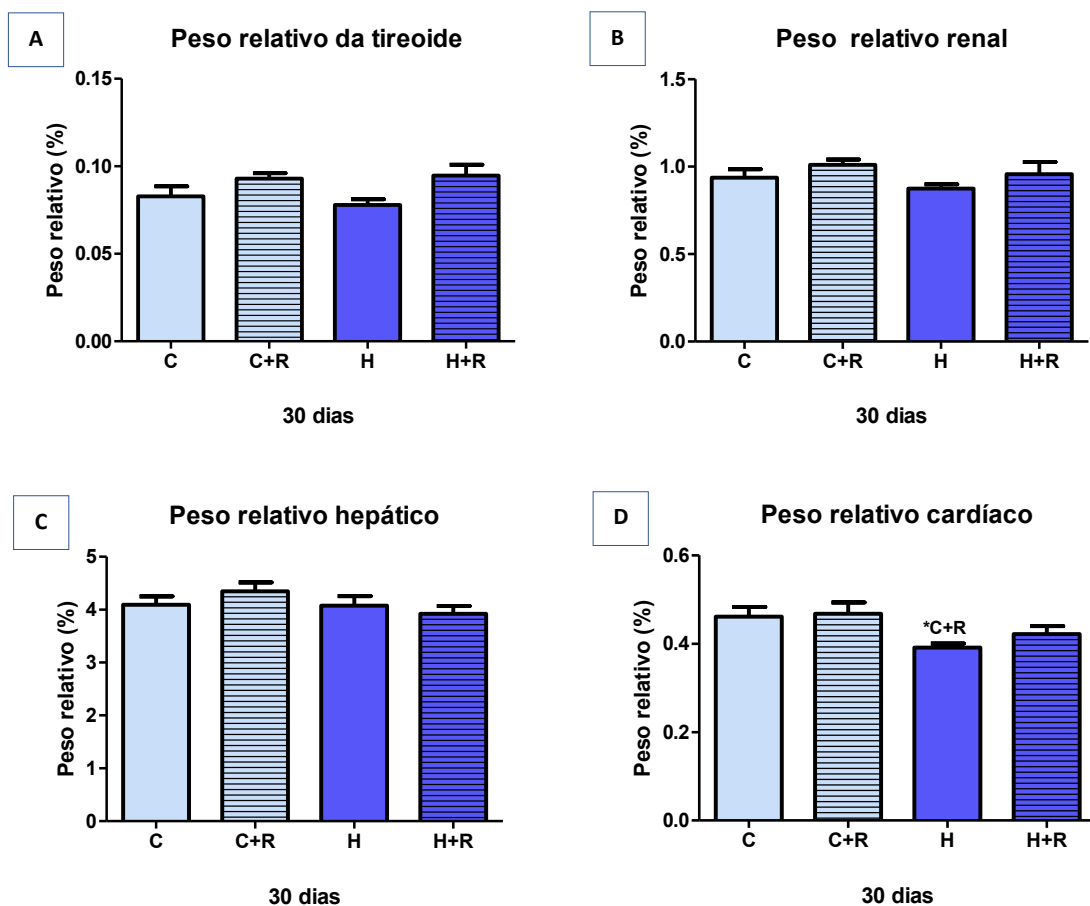 A
Peso relativo da tireoide
Peso relativo (%)
0.15
0.10
0.05
0.00
C C+R H H+R
30 dias
B
Peso relativo renal
Peso relativo (%)
1.5
1.0
0.5
0.0
C C+R H H+R
30 dias
C
Peso relativo hepático
Peso relativo (%)
5
4
3
2
1
0
C C+R H H+R
30 dias
D
Peso relativo cardíaco
Peso relativo (%)
0.6
0.4
0.2
0.0
*C+R
C C+R H H+R
30 dias